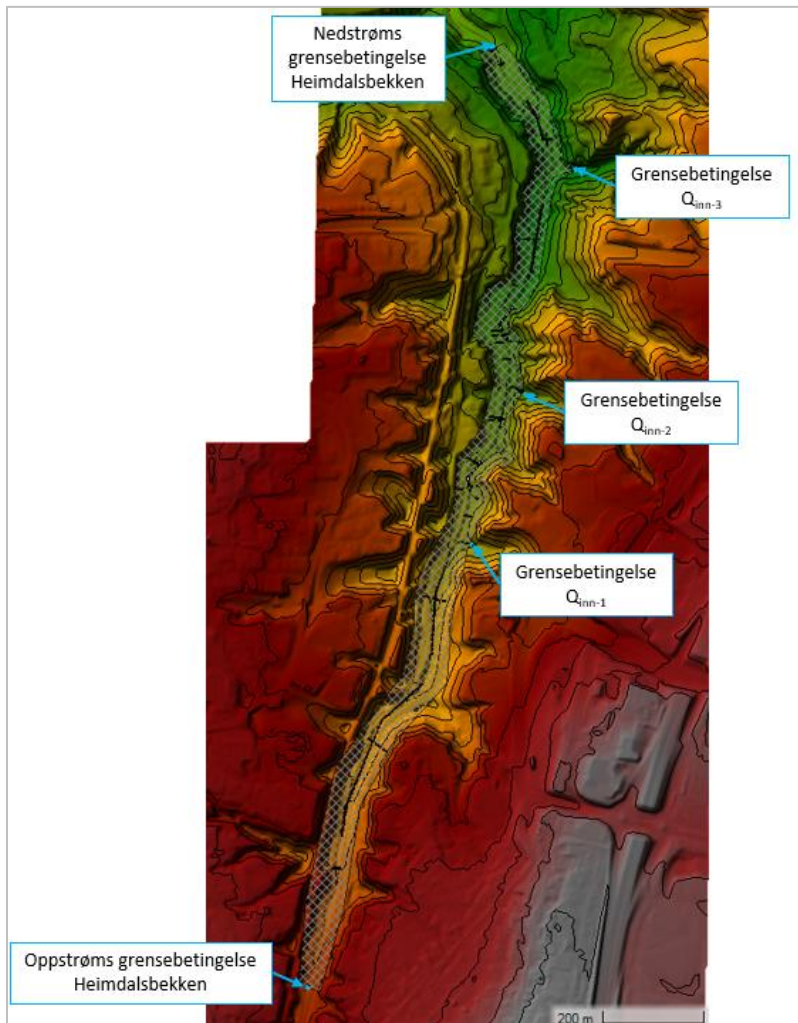 Nedstrøms
grensebetingelse
Heimdalsbekken
Grensebetingelse
Qinn-3
Grensebetingelse
Qinn-2
Grensebetingelse
Qinn-1
Oppstrøms grensebetingelse
Heimdalsbekken
200 m